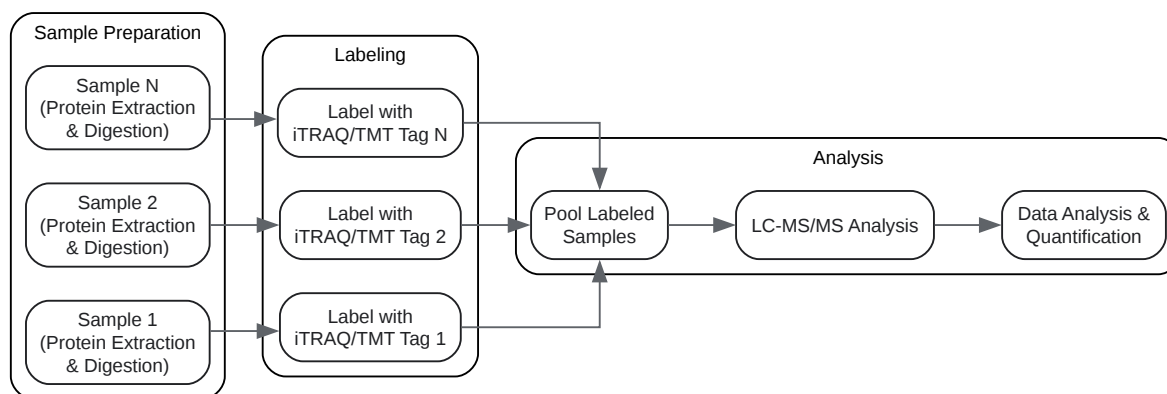 Sample Preparation
Sample N
(Protein Extraction
& Digestion)
Sample 2
(Protein Extraction
& Digestion)
Sample 1
(Protein Extraction
& Digestion)
Labeling
Label with
iTRAQ/TMT Tag N
Label with
iTRAQ/TMT Tag 2
Label with
iTRAQ/TMT Tag 1
Analysis
Pool Labeled
Samples
LC-MS/MS Analysis
Data Analysis &
Quantification